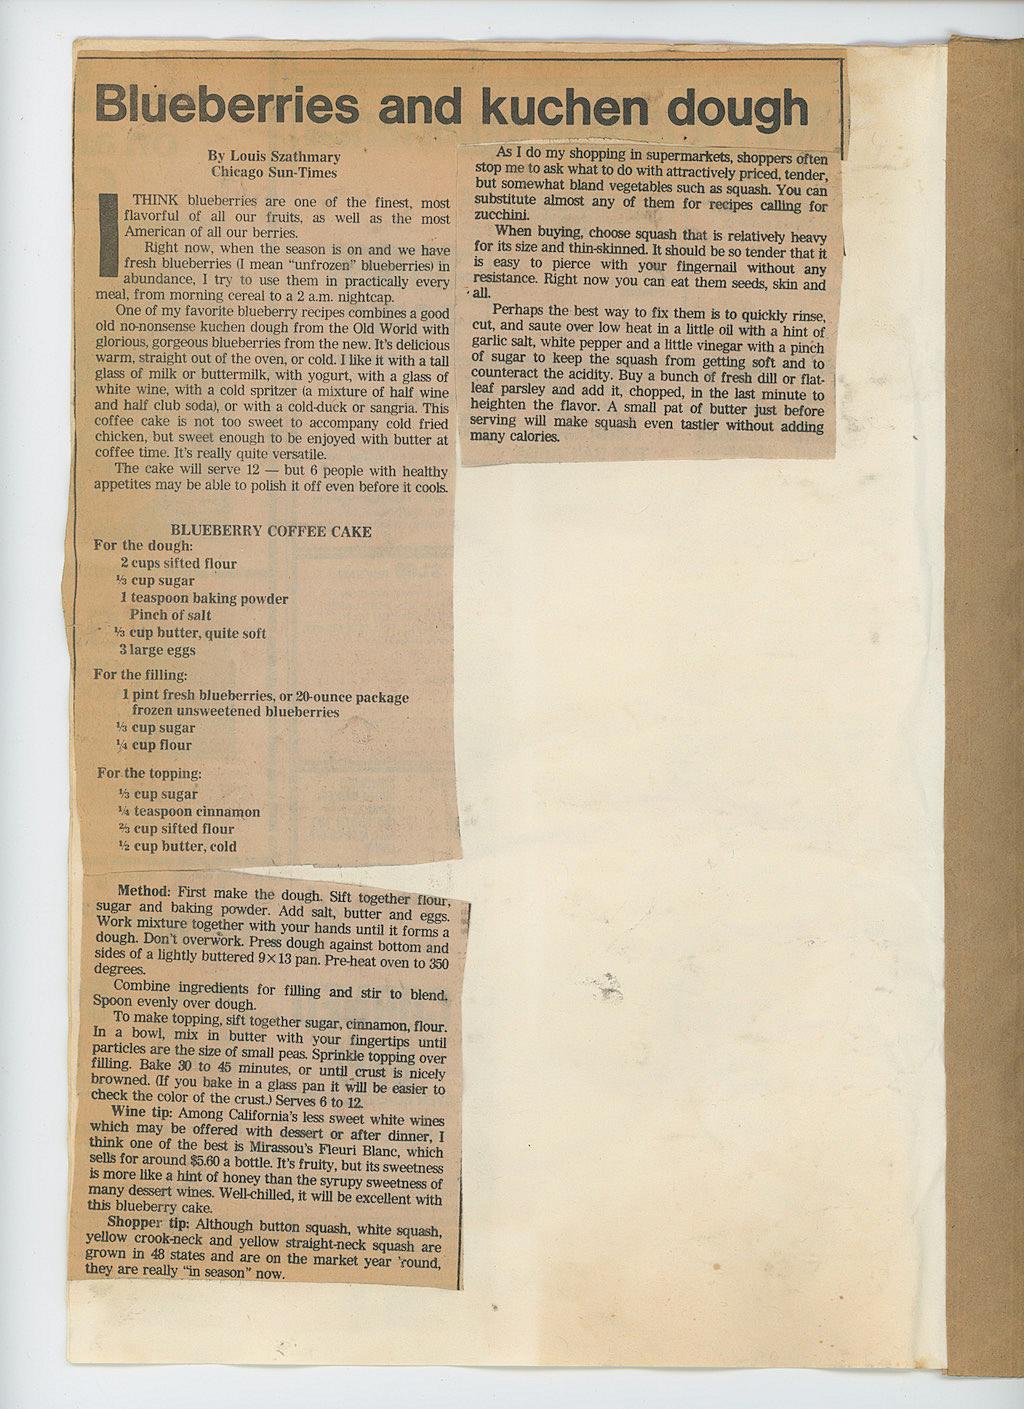 Blueberries and kuchen dough
By Louis Szathmary
Chicago Sun-Times
I THINK blueberries are one of the finest, most
flavorful of all our fruits, as well as the most
American of all our berries.
Right now, when the season is on and we have
fresh blueberries (I mean "unfrozen" blueberries) in
abundance, I try to use them in practically every
meal, from morning cereal to a 2 a.m. nightcap.
One of my favorite blueberry recipes combines a good
old no-nonsense kuchen dough from the Old World with
glorious, gorgeous blueberries from the new. It's delicious
warm, straight out of the oven, or cold. I like it with a tall
glass of milk or buttermilk, with yogurt, with a glass of
white wine, with a cold spritzer (a mixture of half wine
and half club soda), or with a cold-duck or sangria. This
coffee cake is not too sweet to accompany cold fried
chicken, but sweet enough to be enjoyed with butter at
coffee time. It's really quite versatile.
The cake will serve 12 — but 6 people with healthy
appetites may be able to polish it off even before it cools.
BLUEBERRY COFFEE CAKE
For the dough:
2 cups sifted flour
⅓ cup sugar
1 teaspoon baking powder
Pinch of salt
⅓ cup butter, quite soft
3 large eggs
For the filling:
1 pint fresh blueberries, or 20-ounce package
frozen unsweetened blueberries
⅓ cup sugar
¼ cup flour
For the topping:
⅓ cup sugar
¼ teaspoon cinnamon
⅔ cup sifted flour
½ cup butter, cold
Method: First make the dough. Sift together flour,
sugar and baking powder. Add salt, butter and eggs.
Work mixture together with your hands until it forms a
dough. Don't overwork. Press dough against bottom and
sides of a lightly buttered 9×13 pan. Pre-heat oven to 350
degrees.
Combine ingredients for filling and stir to blend.
Spoon evenly over dough.
To make topping, sift together sugar, cinnamon, flour.
In a bowl, mix in butter with your fingertips until
particles are the size of small peas. Sprinkle topping over
filling. Bake 30 to 45 minutes, or until crust is nicely
browned. (If you bake in a glass pan it will be easier to
check the color of the crust.) Serves 6 to 12.
Wine tip: Among California's less sweet white wines
which may be offered with dessert or after dinner, I
think one of the best is Mirassou's Fleuri Blanc, which
sells for around $5.60 a bottle. It's fruity, but its sweetness
is more like a hint of honey than the syrupy sweetness of
many dessert wines. Well-chilled, it will be excellent with
this blueberry cake.
Shopper tip: Although button squash, white squash,
yellow crook-neck and yellow straight-neck squash are
grown in 48 states and are on the market year 'round,
they are really "in season" now.
As I do my shopping in supermarkets, shoppers often
stop me to ask what to do with attractively priced, tender,
but somewhat bland vegetables such as squash. You can
substitute almost any of them for recipes calling for
zucchini.
When buying, choose squash that is relatively heavy
for its size and thin-skinned. It should be so tender that it
is easy to pierce with your fingernail without any
resistance. Right now you can eat them seeds, skin and
all.
Perhaps the best way to fix them is to quickly rinse,
cut, and saute over low heat in a little oil with a hint of
garlic salt, white pepper and a little vinegar with a pinch
of sugar to keep the squash from getting soft and to
counteract the acidity. Buy a bunch of fresh dill or flat-
leaf parsley and add it, chopped, in the last minute to
heighten the flavor. A small pat of butter just before
serving will make squash even tastier without adding
many calories.